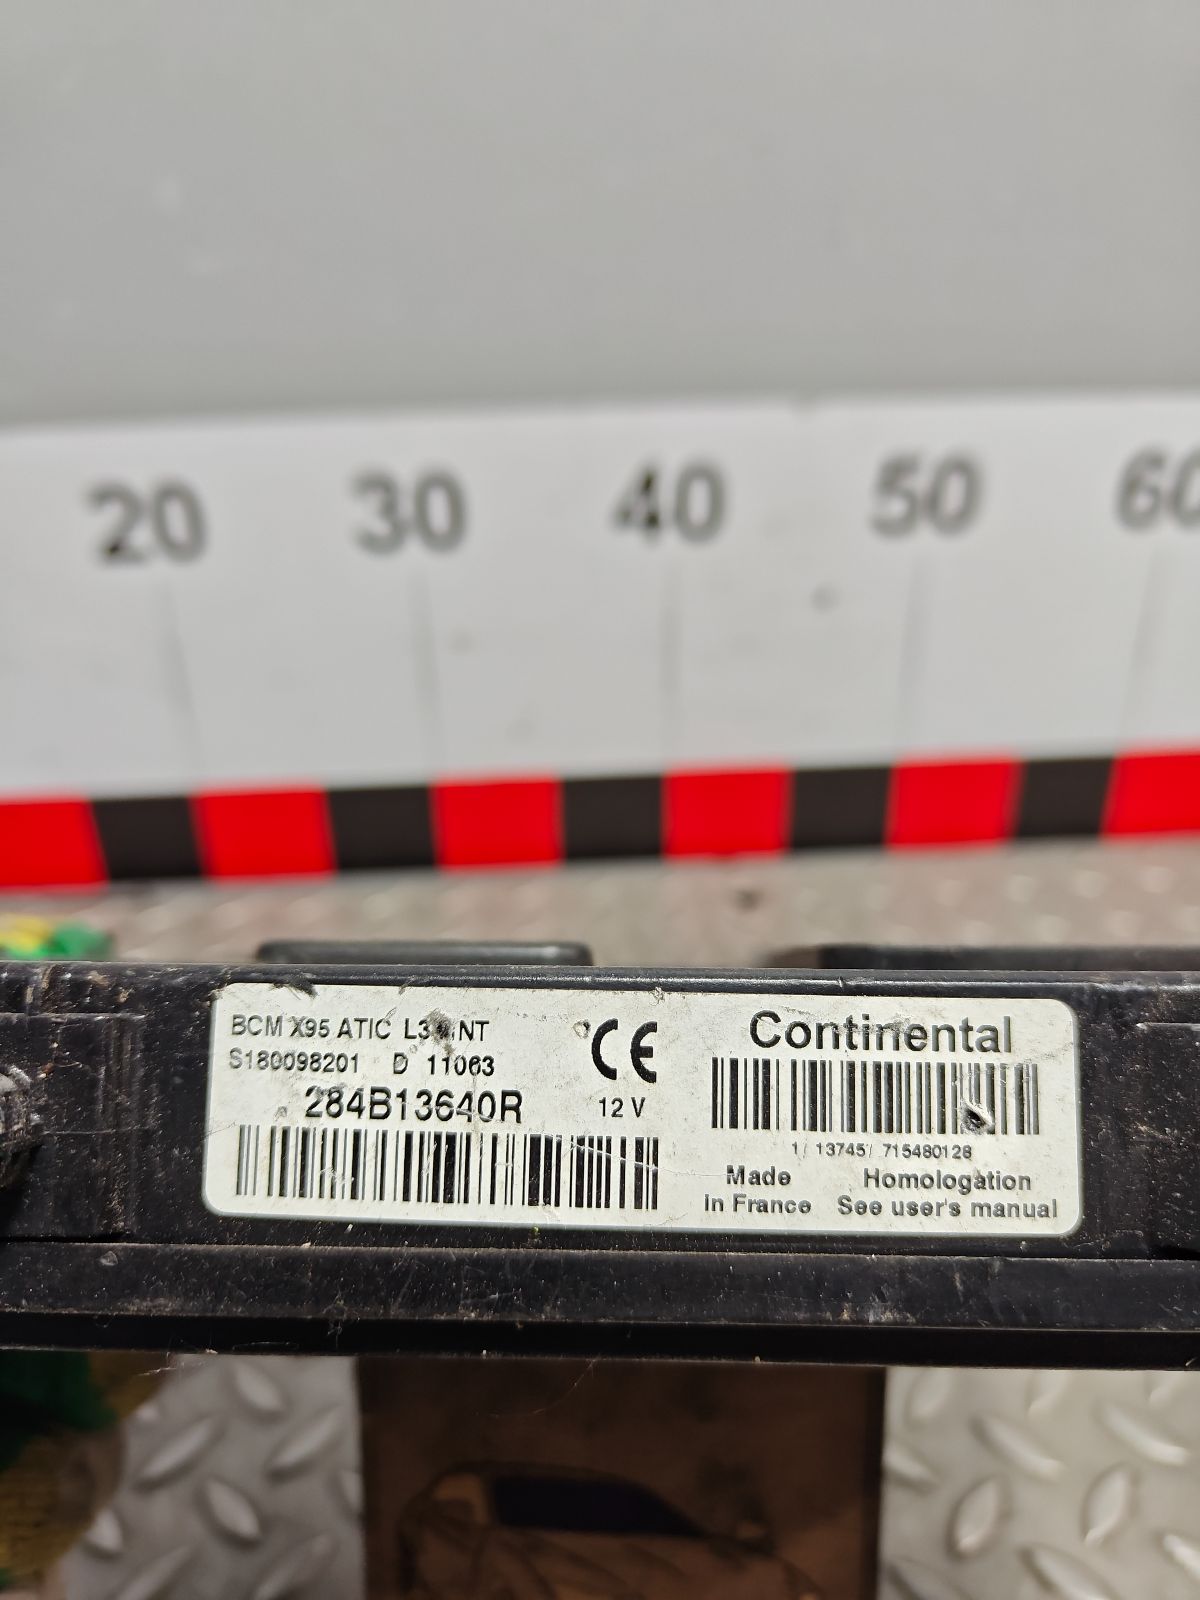 20 30 40 50 60
BCM X95 ATIC
S180098201 D 11063
284B13640R
12 V
Continental
1/ 13745/ 715480128
Made
in France
Homologation
See user's manual